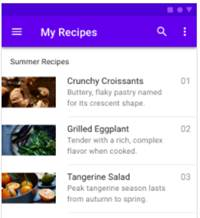 My Recipes
Summer Recipes
Crunchy Croissants 01
Buttery, flaky pastry named
for its crescent shape.
Grilled Eggplant 02
Tender with a rich, complex
flavor when cooked.
Tangerine Salad 03
Peak tangerine season lasts
from autumn to spring.